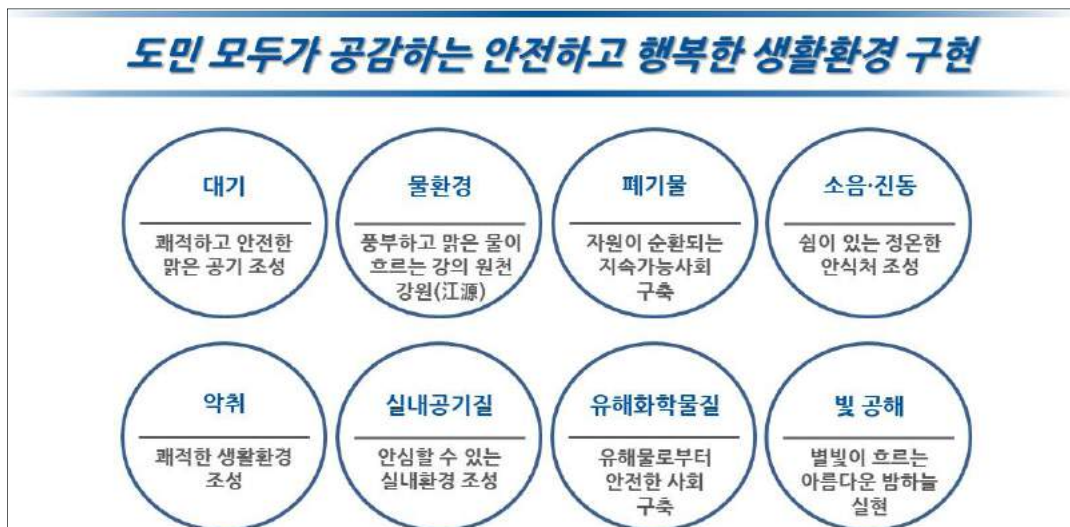 도민 모두가 공감하는 안전하고 행복한 생활환경 구현
대기
쾌적하고 안전한
맑은 공기 조성
물환경
풍부하고 맑은 물이
흐르는 강의 원천
강원(江源)
폐기물
자원이 순환되는
지속가능사회
구축
소음·진동
쉼이 있는 정온한
안식처 조성
악취
쾌적한 생활환경
조성
실내공기질
안심할 수 있는
실내환경 조성
유해화학물질
유해물로부터
안전한 사회
구축
빛 공해
별빛이 흐르는
아름다운 밤하늘
실현